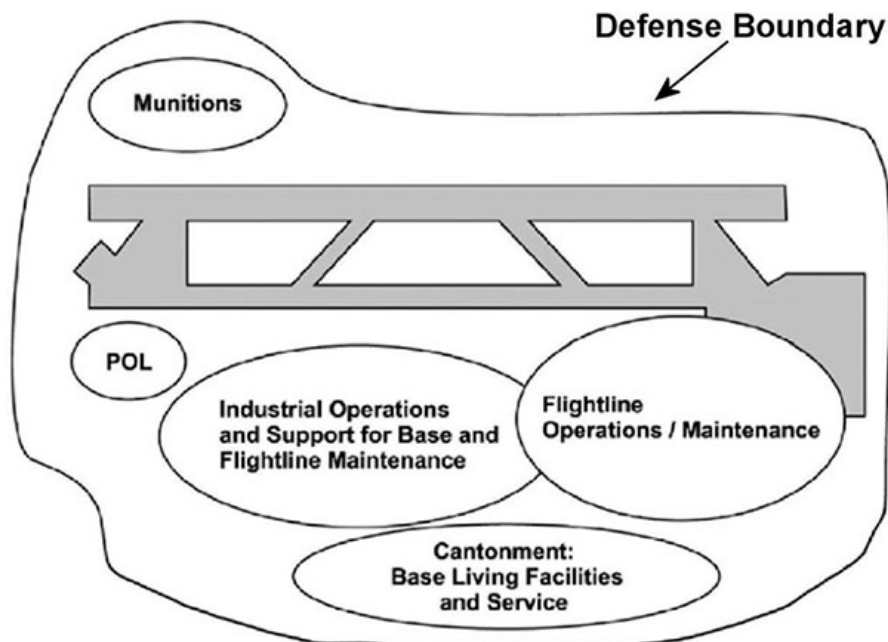 Defense Boundary
Munitions
POL
Industrial Operations
and Support for Base and
Flightline Maintenance
Flightline
Operations / Maintenance
Cantonment:
Base Living Facilities
and Service